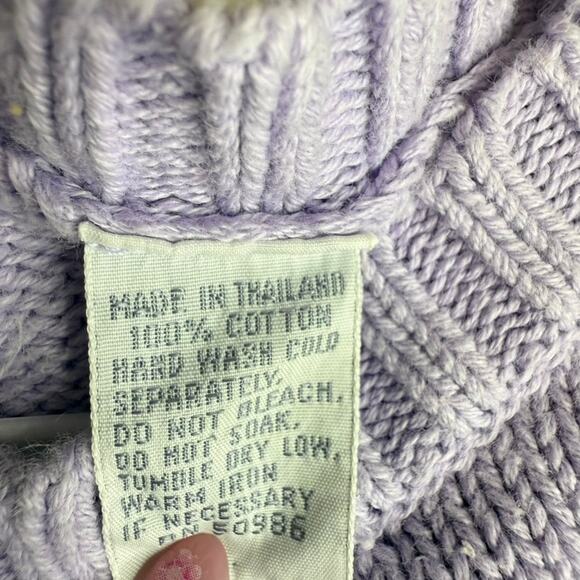 MADE IN THAILAND
100% COTTON
HAND WASH COLD
SEPARATELY.
DO NOT BLEACH.
DO NOT SOAK.
TUMBLE DRY LOW,
WARM IRON
IF NECESSARY
RN 50986